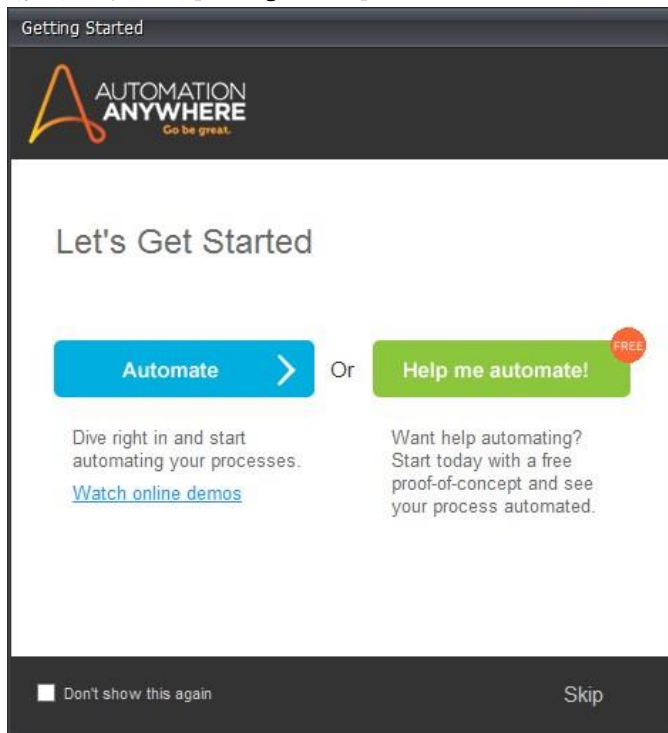 Getting Started
AUTOMATION
ANYWHERE
Go be great.
Let's Get Started
Automate
Or
Help me automate!
FREE
Dive right in and start
automating your processes.
Watch online demos
Want help automating?
Start today with a free
proof-of-concept and see
your process automated.
Don't show this again
Skip